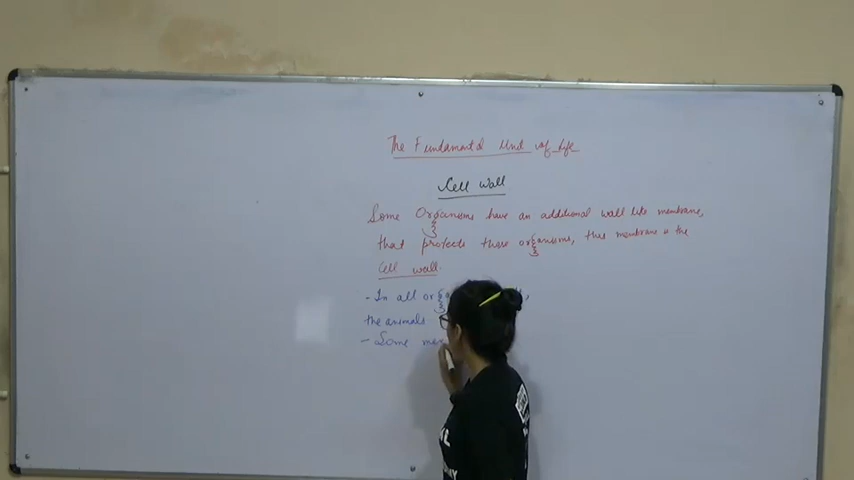 The Fundamental Unit of Life
Cell Wall
Some Organisms have an additional wall like membrane,
that protects these organisms, this membrane is the
Cell wall.
- In all
the animals
- Some